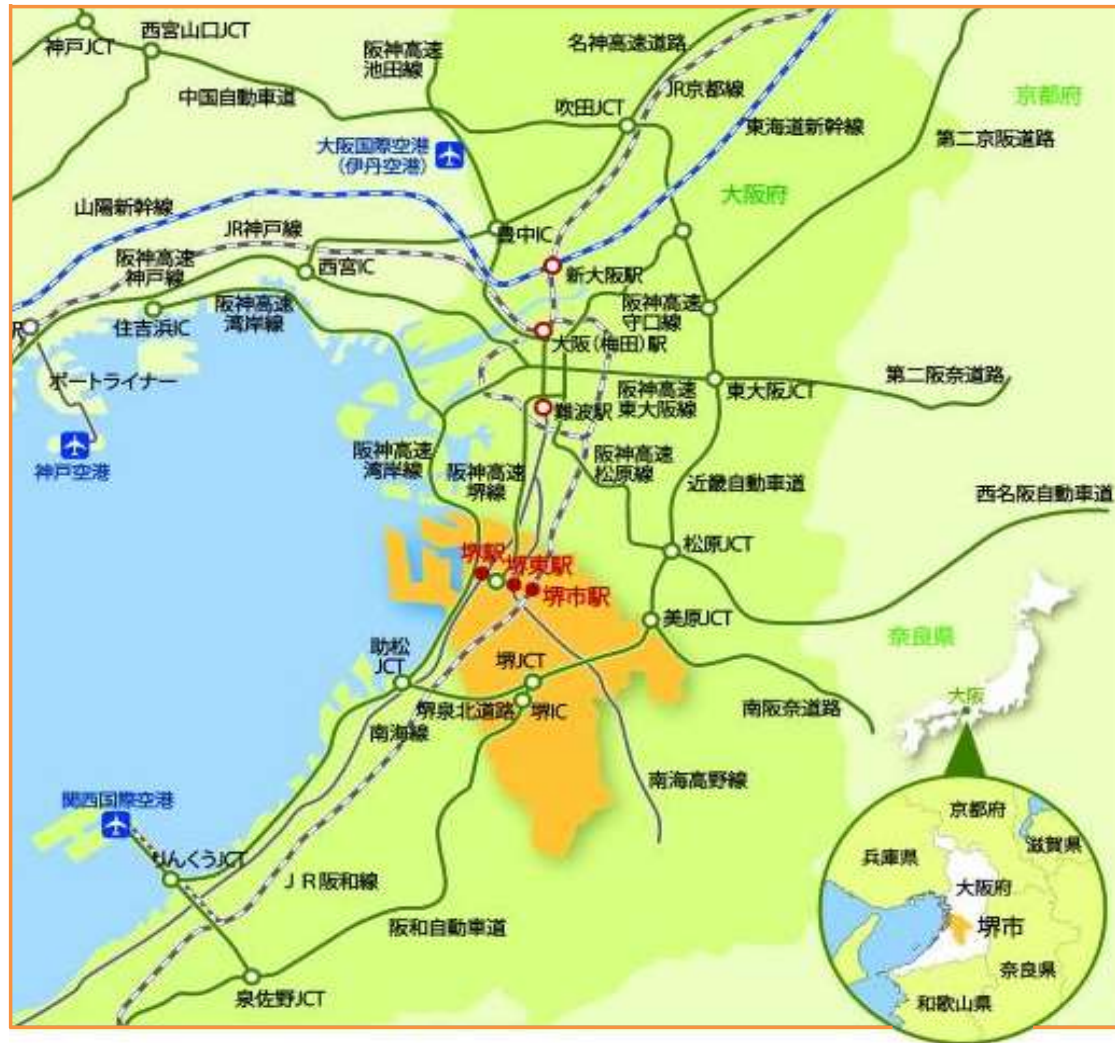 神戸JCT
西宮山口JCT
阪神高速
池田線
名神高速道路
中国自動車道
JR京都線
京都府
吹田JCT
東海道新幹線
第二京阪道路
大阪国際空港
（伊丹空港）
大阪府
山陽新幹線
JR神戸線
豊中IC
阪神高速
神戸線
西宮IC
新大阪駅
住吉浜IC
阪神高速
湾岸線
阪神高速
守口線
R
大阪（梅田）駅
ポートライナー
阪神高速
東大阪線
東大阪JCT
第二阪奈道路
難波駅
神戸空港
阪神高速
湾岸線
阪神高速
堺線
阪神高速
松原線
近畿自動車道
西名阪自動車道
松原JCT
堺駅
堺東駅
堺市駅
美原JCT
奈良県
助松
JCT
堺JCT
大阪
堺泉北道路
堺IC
南阪奈道路
南海線
南海高野線
関西国際空港
りんくうJCT
京都府
滋賀県
兵庫県
大阪府
ＪＲ阪和線
堺市
阪和自動車道
奈良県
泉佐野JCT
和歌山県